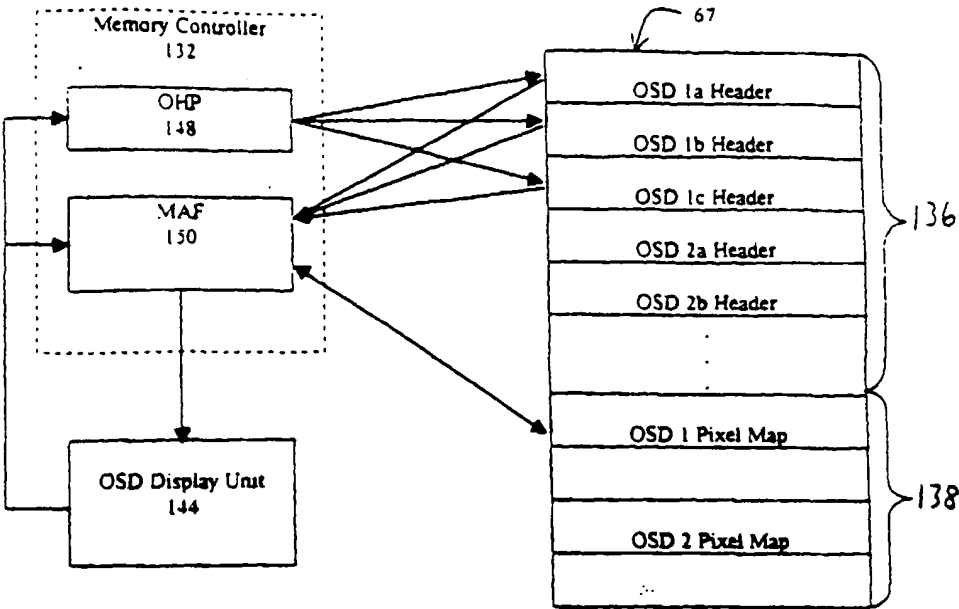 Memory Controller
132
OHP
148
MAF
150
OSD Display Unit
144
67
OSD 1a Header
OSD 1b Header
OSD 1c Header
OSD 2a Header
OSD 2b Header
136
OSD 1 Pixel Map
OSD 2 Pixel Map
138